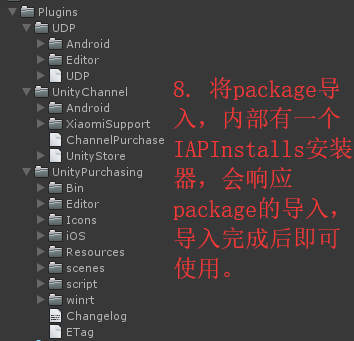 Plugins
UDP
Android
Editor
UDP
UnityChannel
Android
XiaomiSupport
ChannelPurchase
UnityStore
UnityPurchasing
Bin
Editor
Icons
iOS
Resources
scenes
script
winrt
Changelog
ETag
8. 将package导
入，内部有一个
IAPInstalls安装
器，会响应
package的导入，
导入完成后即可
使用。